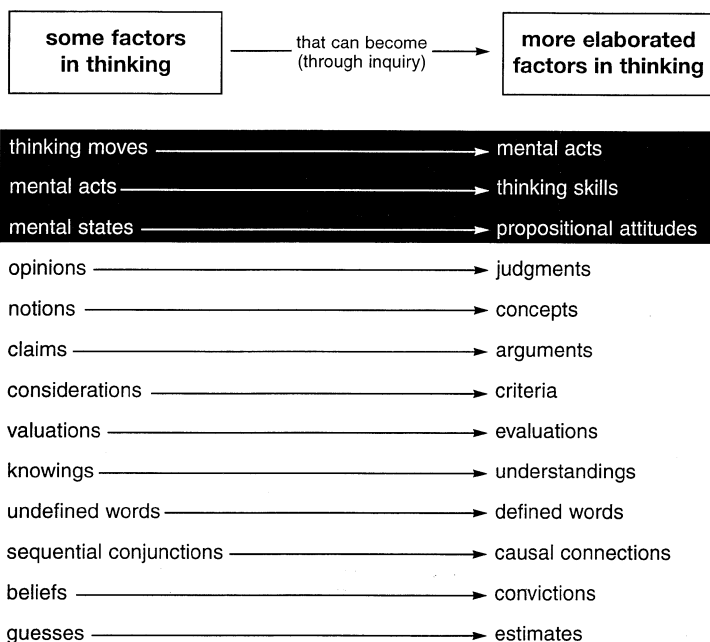 some factors
in thinking
that can become
(through inquiry)
more elaborated
factors in thinking
thinking moves mental acts
mental acts thinking skills
mental states propositional attitudes
opinions judgments
notions concepts
claims arguments
considerations criteria
valuations evaluations
knowings understandings
undefined words defined words
sequential conjunctions causal connections
beliefs convictions
guesses estimates